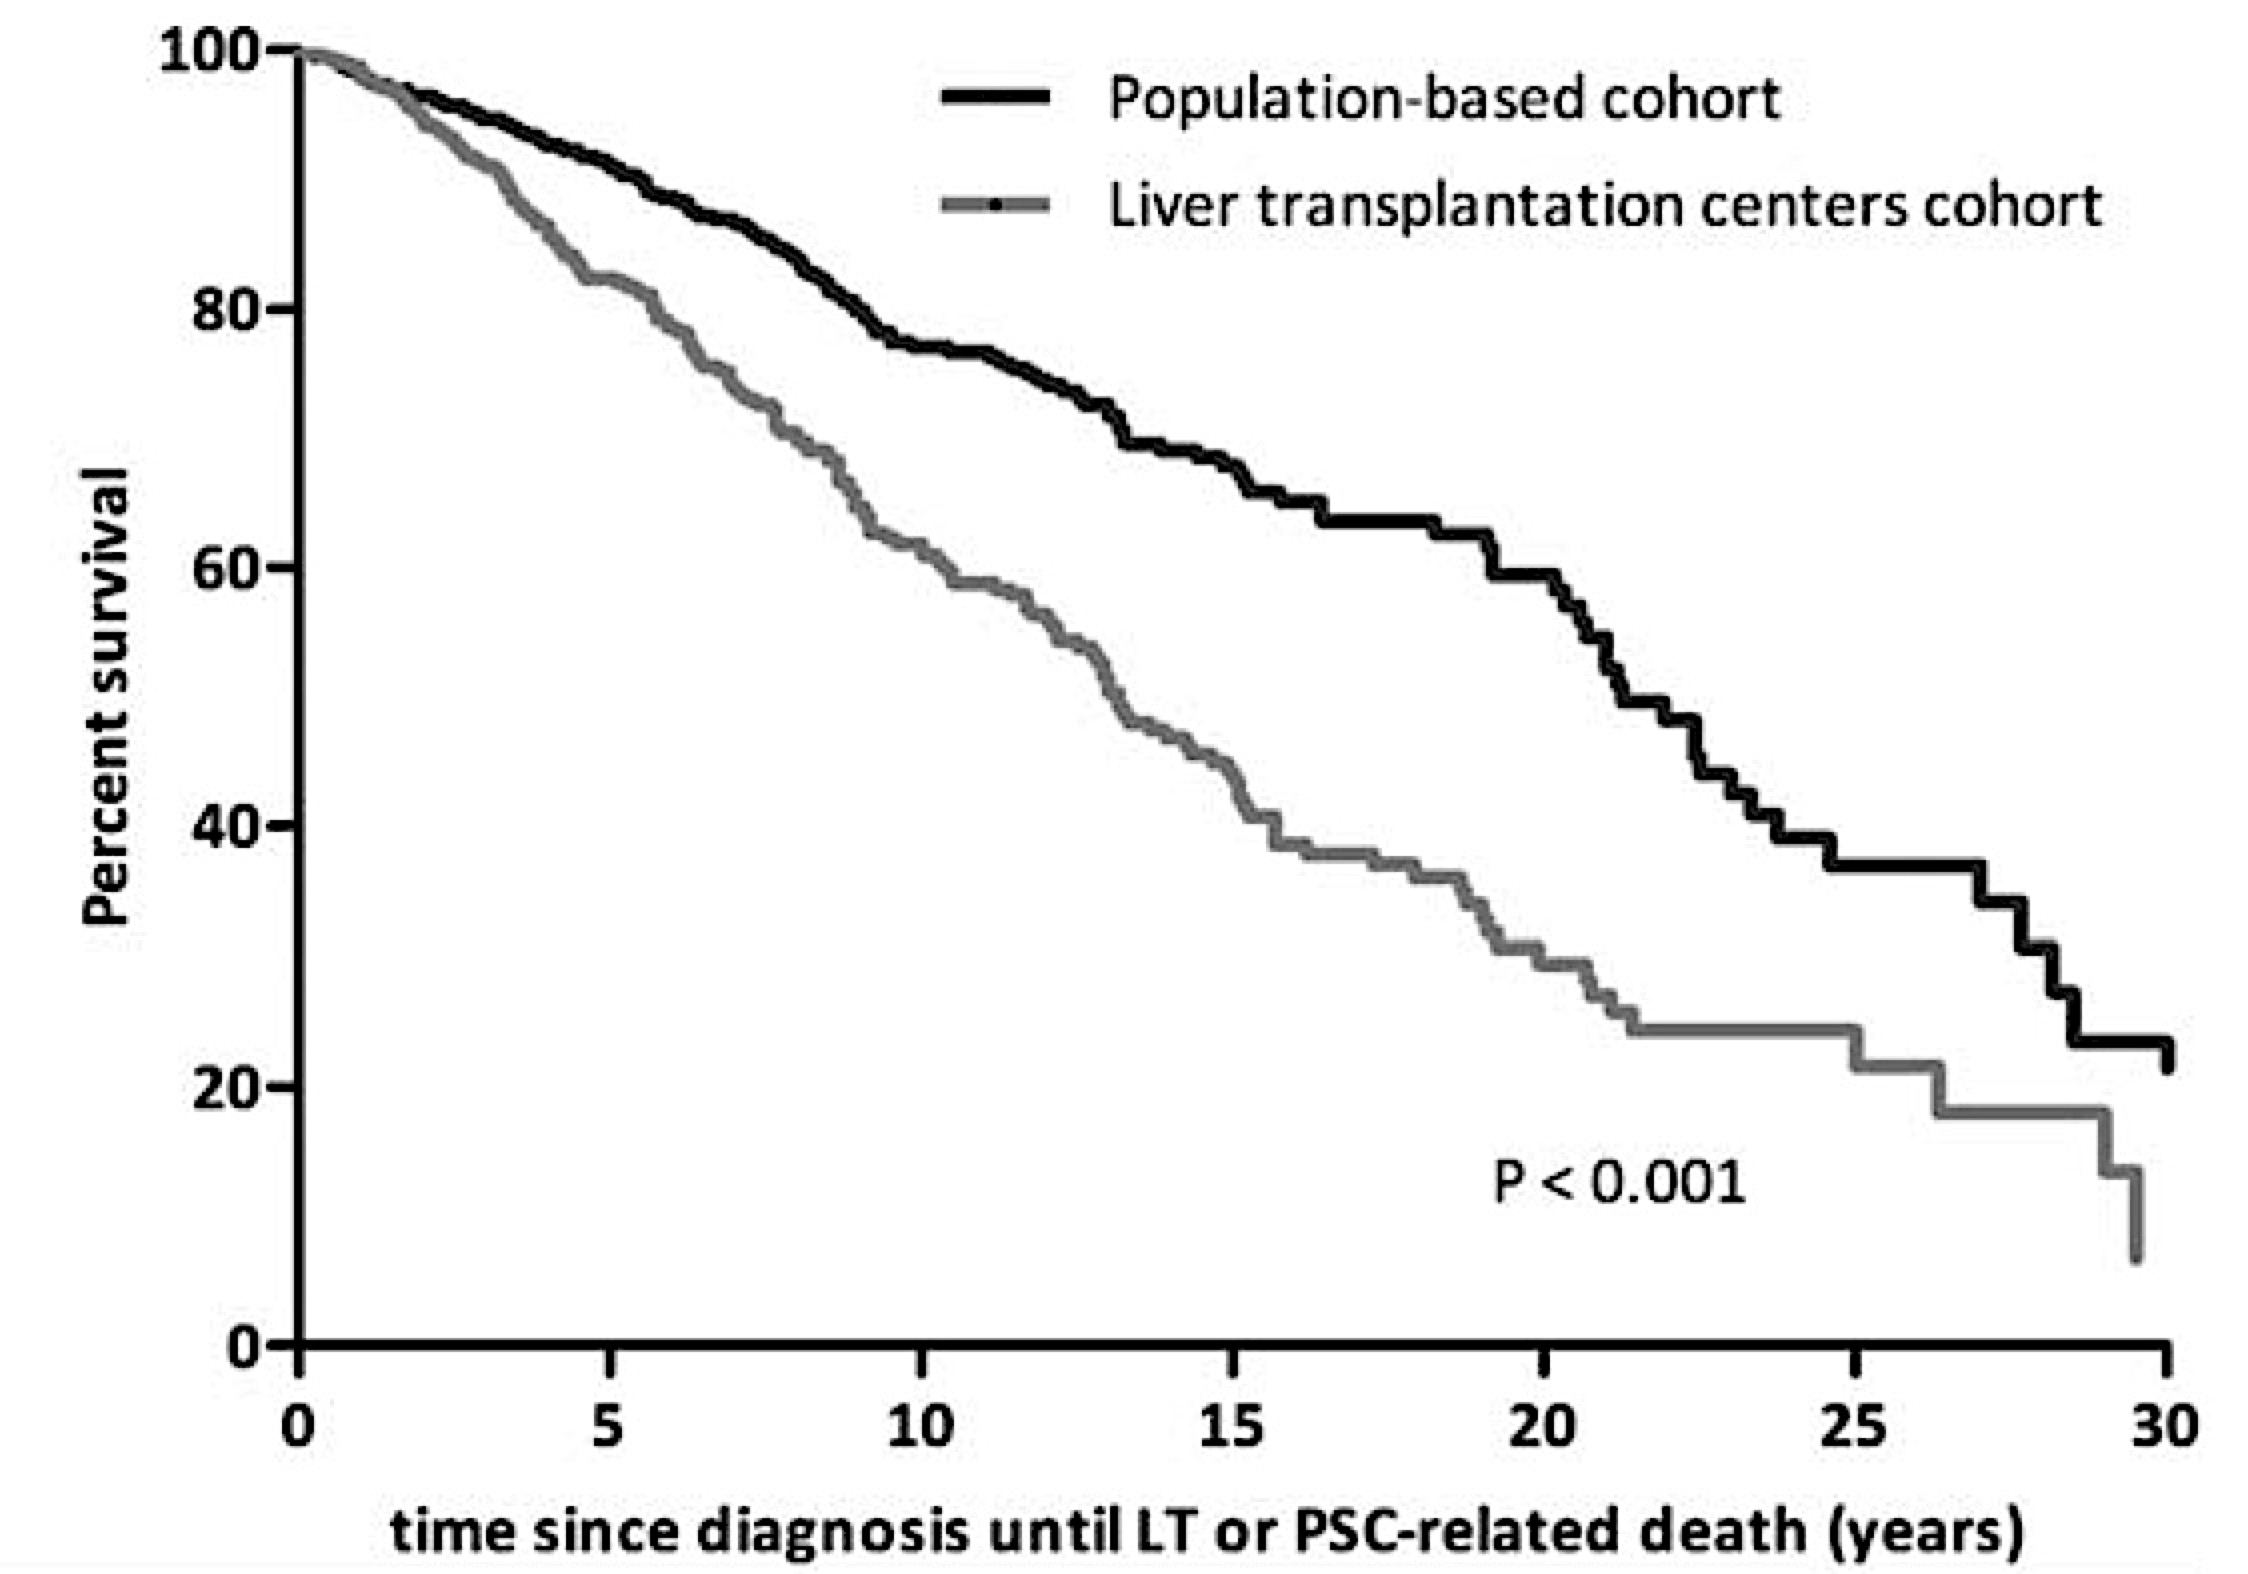 100
80
60
40
20
0
Percent survival
Population-based cohort
Liver transplantation centers cohort
P < 0.001
0 5 10 15 20 25 30
time since diagnosis until LT or PSC-related death (years)